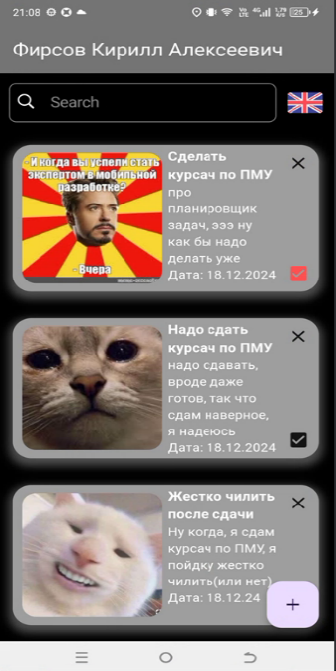 21:08
Фирсов Кирилл Алексеевич
Search
...И когда вы успели стать
экспертом в мобильной
разработке?
- Вчера
Сделать
курсач по ПМУ
про
планировщик
задач, эээ ну
как бы надо
делать уже
Дата: 18.12.2024
Надо сдать
курсач по ПМУ
надо сдавать,
вроде даже
готов, так что
сдам наверное,
я надеюсь
Дата: 18.12.2024
Жестко чилить
после сдачи
Ну когда, я сдам
курсач по ПМУ, я
пойду жестко
чилить(или нет)
Дата: 18.12.24